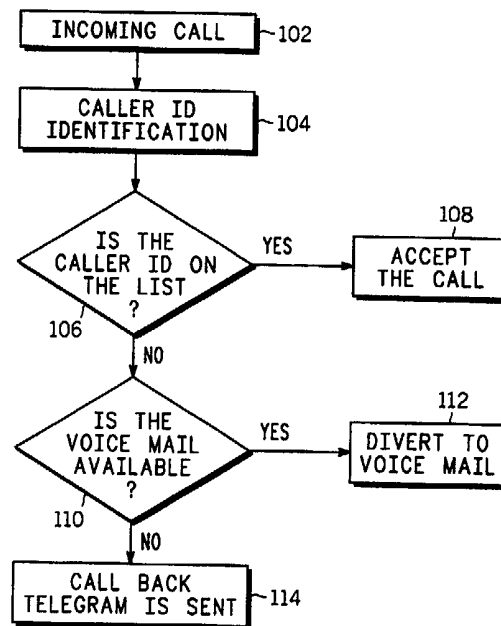 INCOMING CALL
102
CALLER ID
IDENTIFICATION
104
IS THE
CALLER ID ON
THE LIST
?
106
YES
108
ACCEPT
THE CALL
NO
IS THE
VOICE MAIL
AVAILABLE
?
110
YES
112
DIVERT TO
VOICE MAIL
NO
CALL BACK
TELEGRAM IS SENT
114